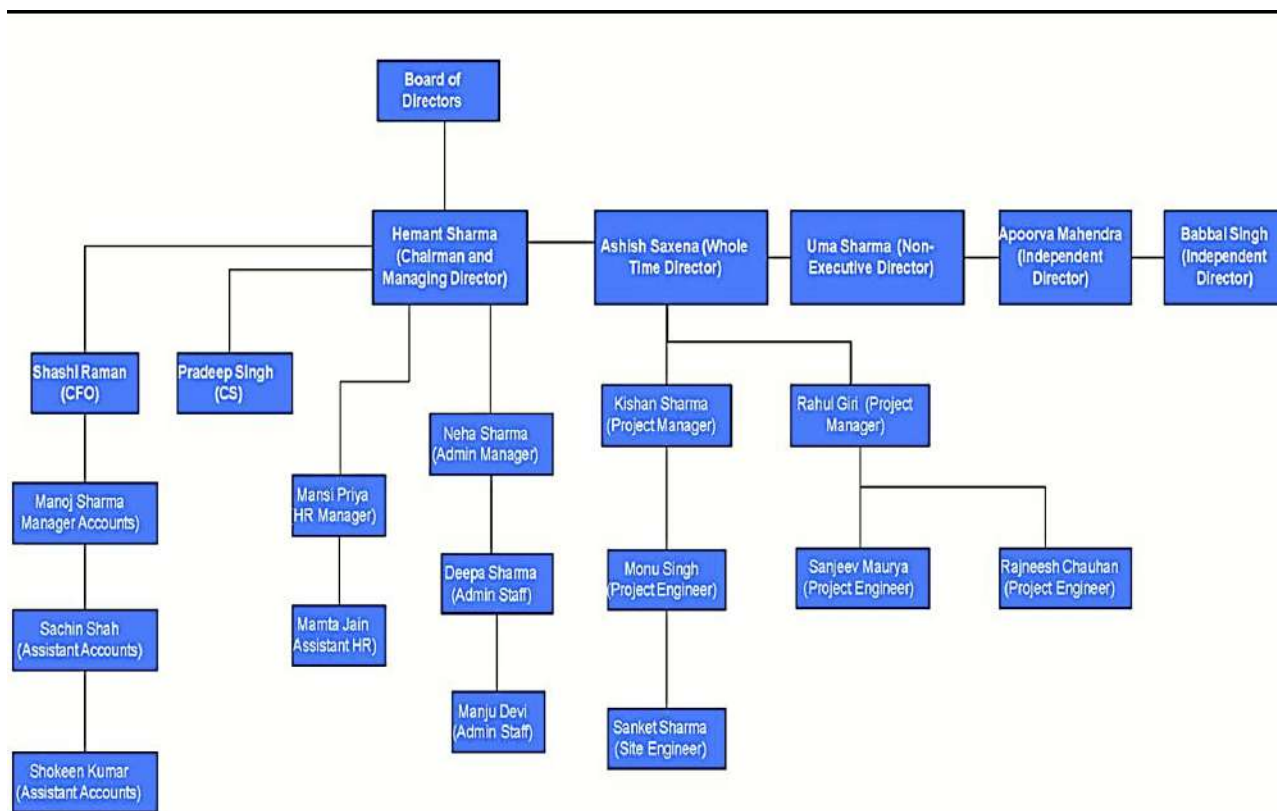 Board of
Directors
Hemant Sharma
(Chairman and
Managing Director)
Ashish Saxena (Whole
Time Director)
Uma Sharma (Non-
Executive Director)
Apoorva Mahendra
(Independent
Director)
Babbal Singh
(Independent
Director)
Shashi Raman
(CFO)
Pradeep Singh
(CS)
Kishan Sharma
(Project Manager)
Rahul Giri (Project
Manager)
Neha Sharma
(Admin Manager)
Mansi Priya
(HR Manager)
Manoj Sharma
Manager Accounts)
Deepa Sharma
(Admin Staff)
Monu Singh
(Project Engineer)
Sanjeev Maurya
(Project Engineer)
Rajneesh Chauhan
(Project Engineer)
Mamta Jain
Assistant HR)
Sachin Shah
(Assistant Accounts)
Manju Devi
(Admin Staff)
Sanket Sharma
(Site Engineer)
Shokeen Kumar
(Assistant Accounts)